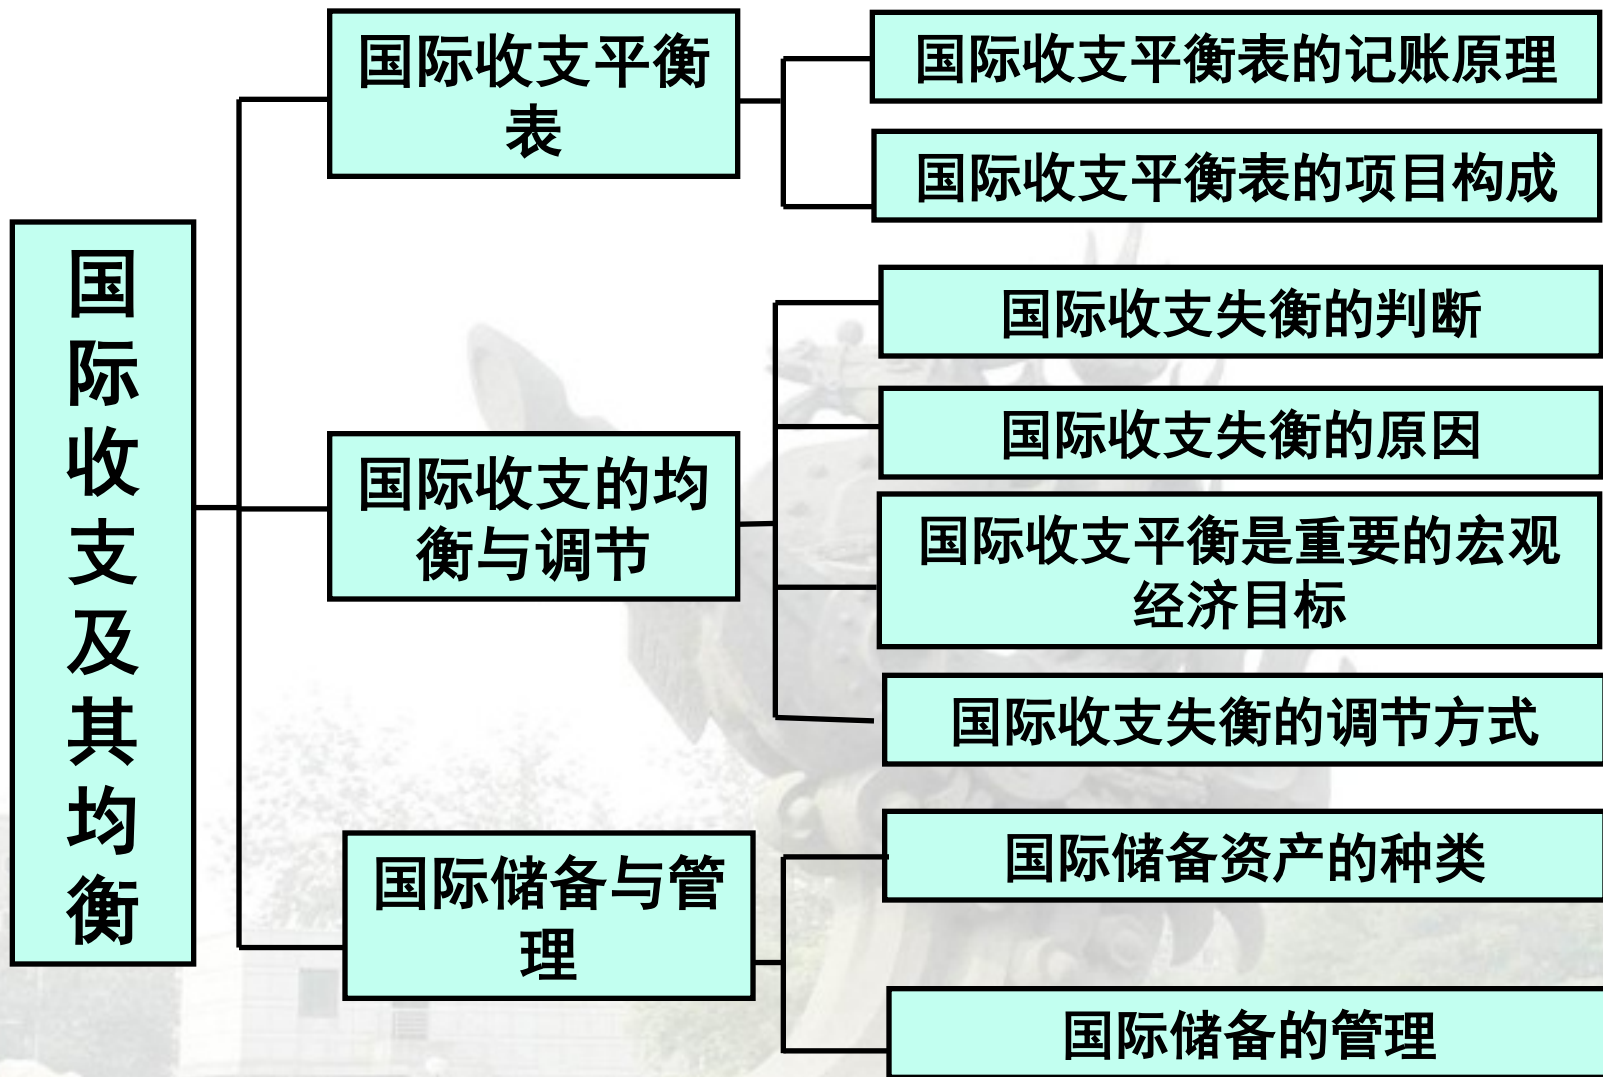 国际收支及其均衡
国际收支平衡
表
国际收支平衡表的记账原理
国际收支平衡表的项目构成
国际收支的均
衡与调节
国际收支失衡的判断
国际收支失衡的原因
国际收支平衡是重要的宏观
经济目标
国际收支失衡的调节方式
国际储备与管
理
国际储备资产的种类
国际储备的管理